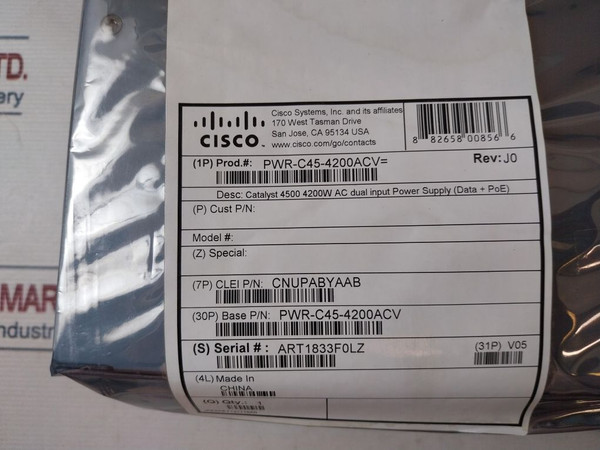 TD.
ery
MAR
industr
CISCO
Cisco Systems, Inc. and its affiliates
170 West Tasman Drive
San Jose, CA 95134 USA
www.cisco.com/go/contacts
8 82658 00856 6
(1P) Prod.#: PWR-C45-4200ACV=
Rev: J0
Desc: Catalyst 4500 4200W AC dual input Power Supply (Data + PoE)
(P) Cust P/N:
Model #:
(Z) Special:
(7P) CLEI P/N: CNUPABYAAB
(30P) Base P/N: PWR-C45-4200ACV
(S) Serial #: ART1833F0LZ
(31P) V05
(4L) Made In
CHINA
(Q) Qty.: 1